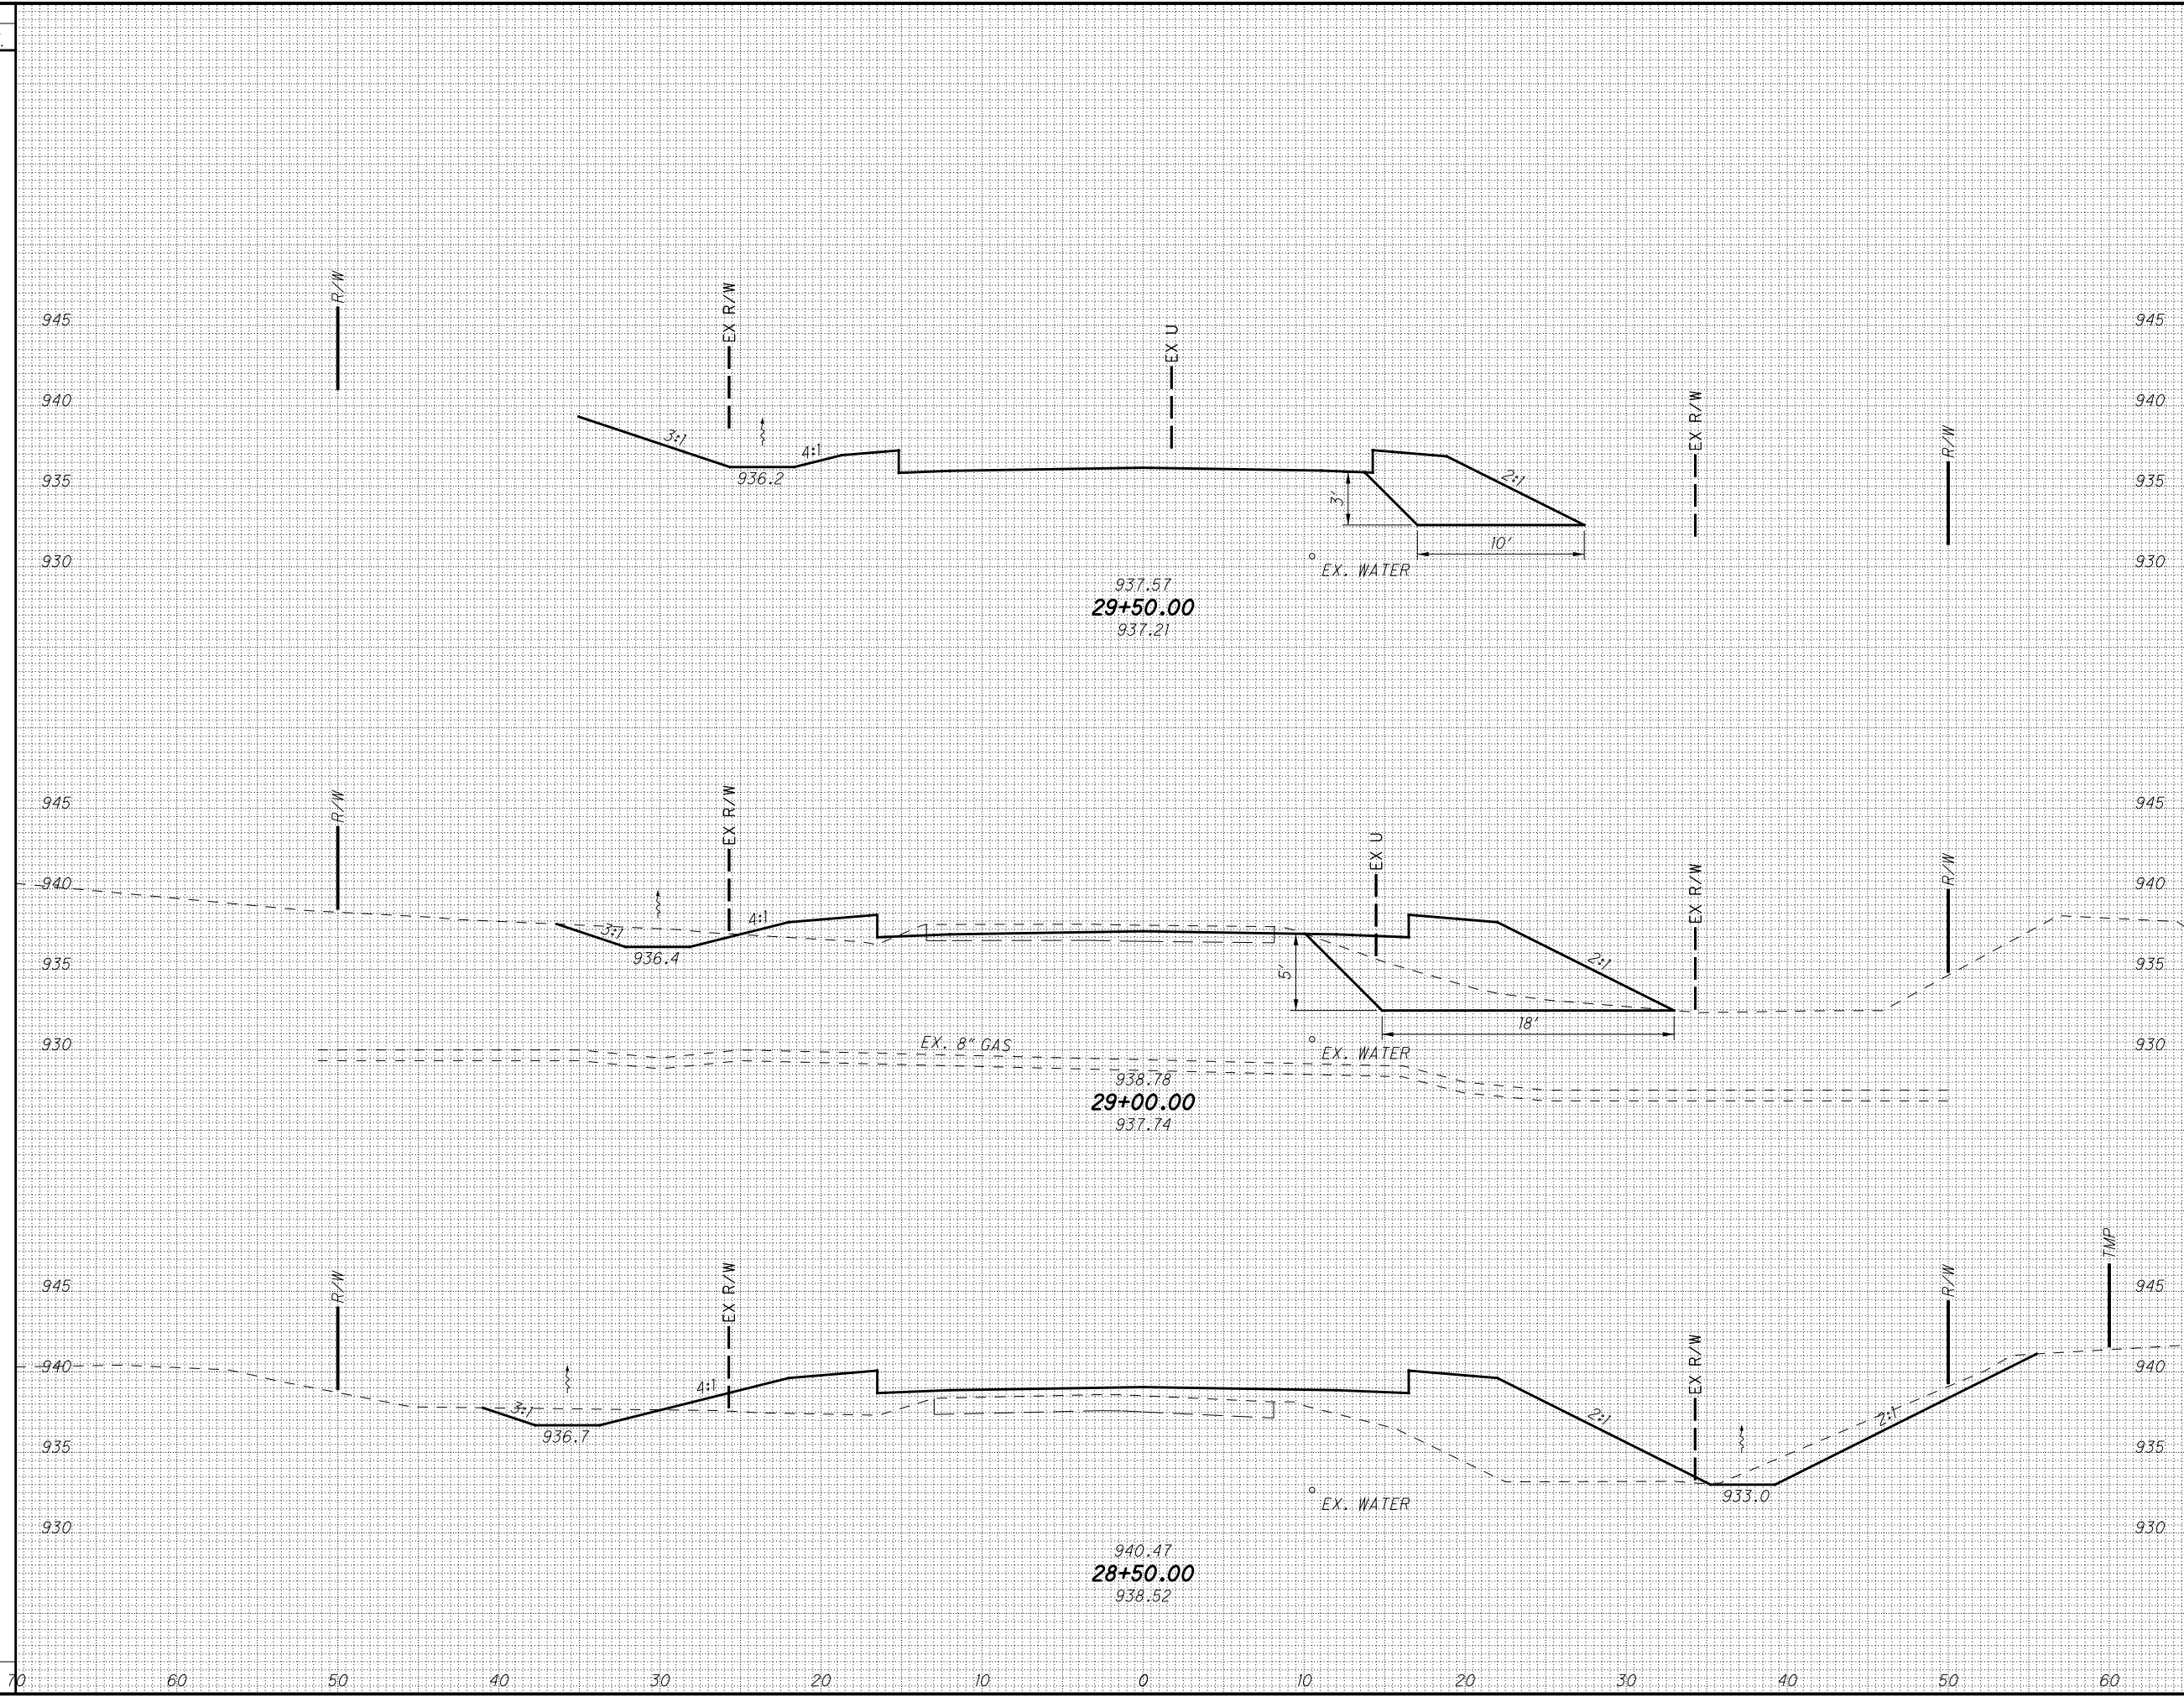 R/W
EX R/W
EX U
945 945
940 EX R/W 940
R/W
3:1 4:1
935 936.2 3' 2:1 935
10'
930 EX. WATER 930
937.57
29+50.00
937.21
945 R/W EX R/W 945
EX U
R/W
940 EX R/W 940
4:1
3:1
935 936.4 5' 2:1 935
18'
930 EX. 8" GAS EX. WATER 930
938.78
29+00.00
937.74
TMP
945 R/W EX R/W R/W 945
EX R/W
940 940
4:1
3:1 2:1 2:1
935 936.7 935
933.0
EX. WATER
930 930
940.47
28+50.00
938.52
70 60 50 40 30 20 10 0 10 20 30 40 50 60